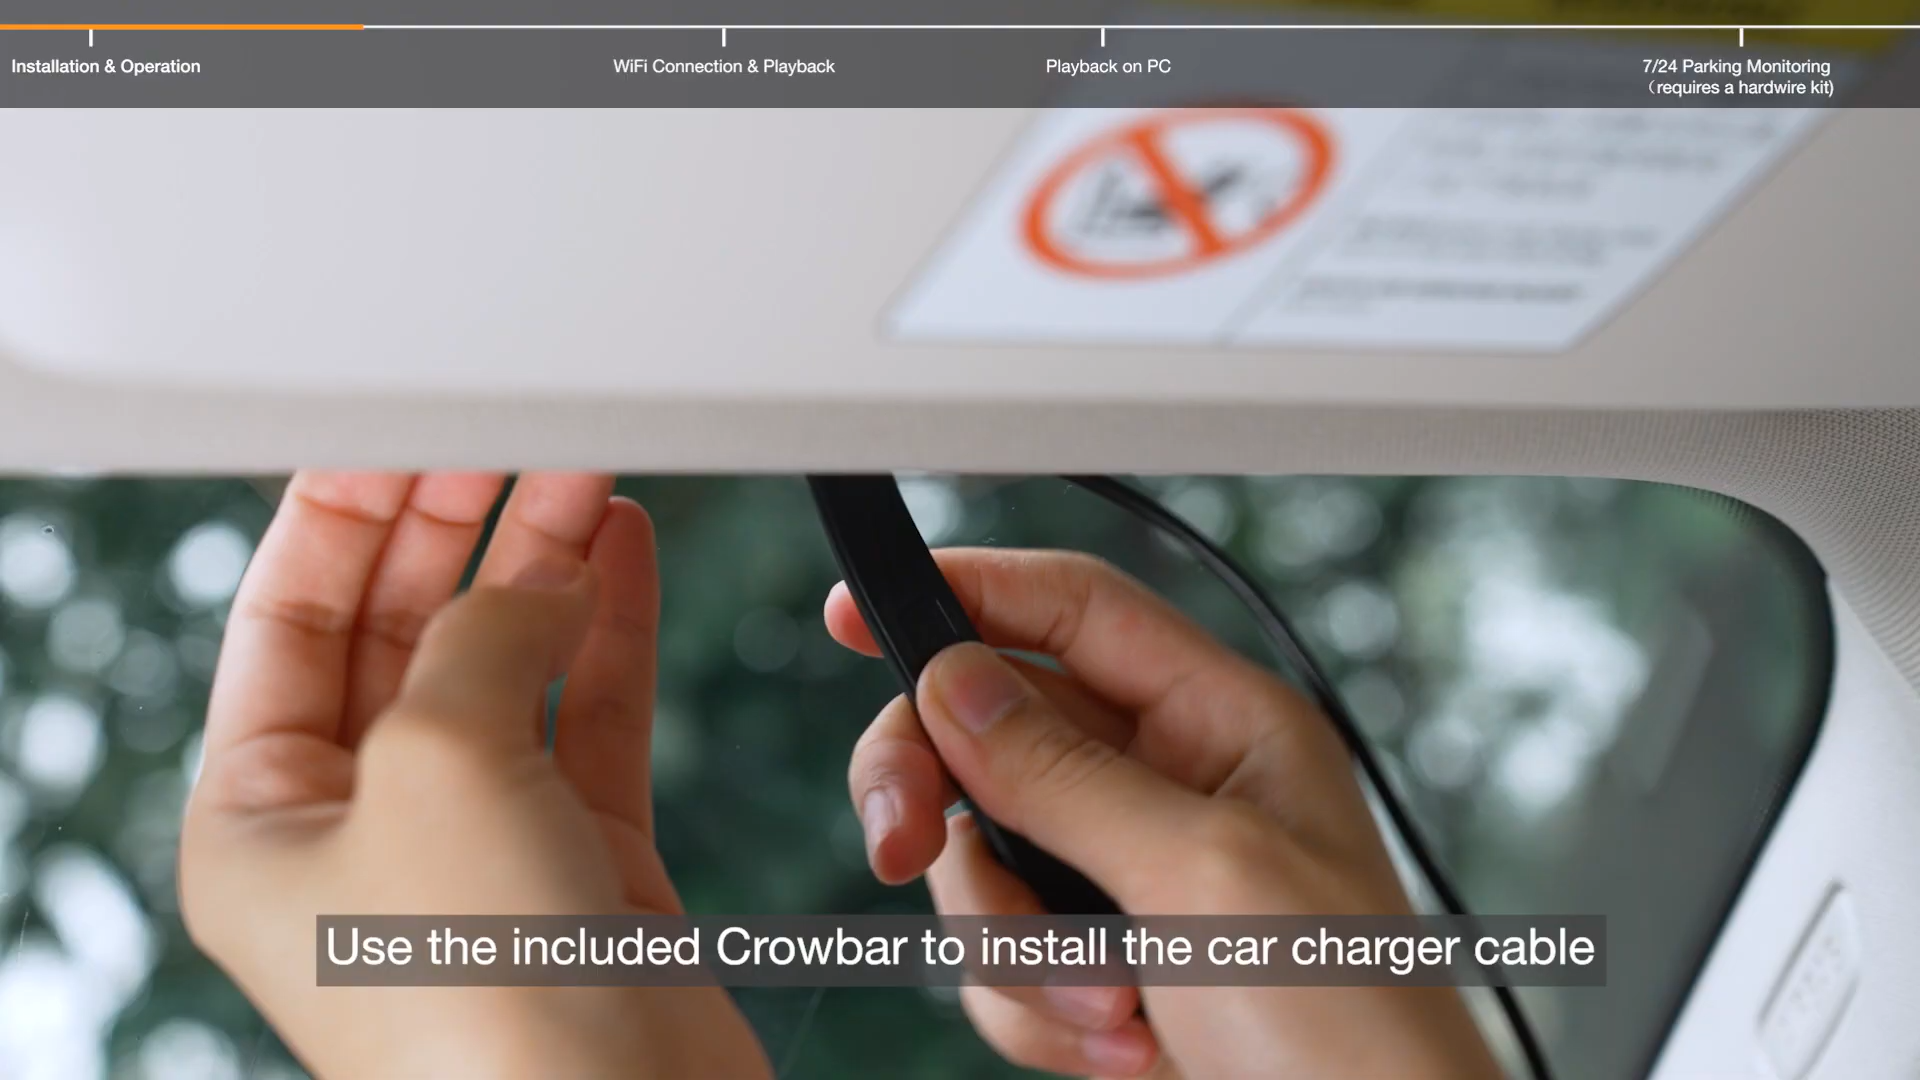 Installation & Operation
WiFi Connection & Playback
Playback on PC
7/24 Parking Monitoring
（requires a hardwire kit)
Use the included Crowbar to install the car charger cable